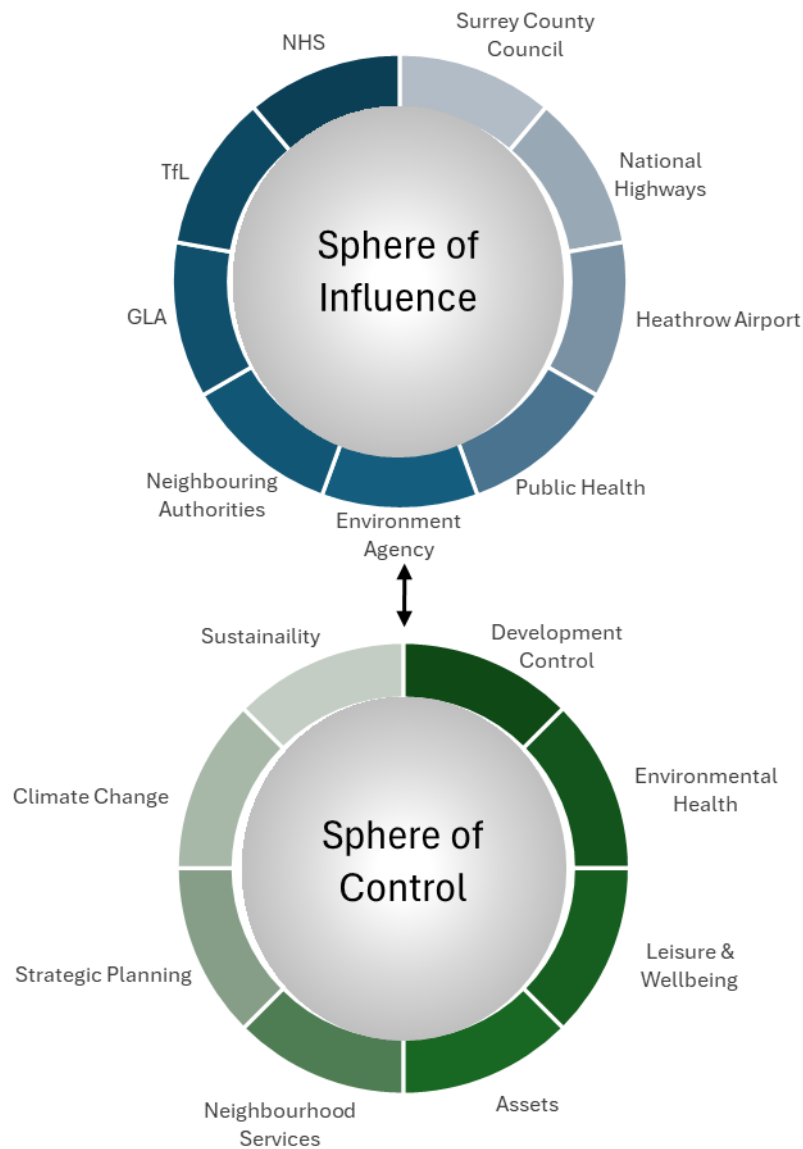 Surrey County
Council
NHS
National
Highways
TfL
Sphere of
Influence
GLA
Heathrow Airport
Neighbouring
Authorities
Public Health
Environment
Agency
Sustainaility
Development
Control
Environmental
Health
Climate Change
Sphere of
Control
Leisure &
Wellbeing
Strategic Planning
Neighbourhood
Services
Assets